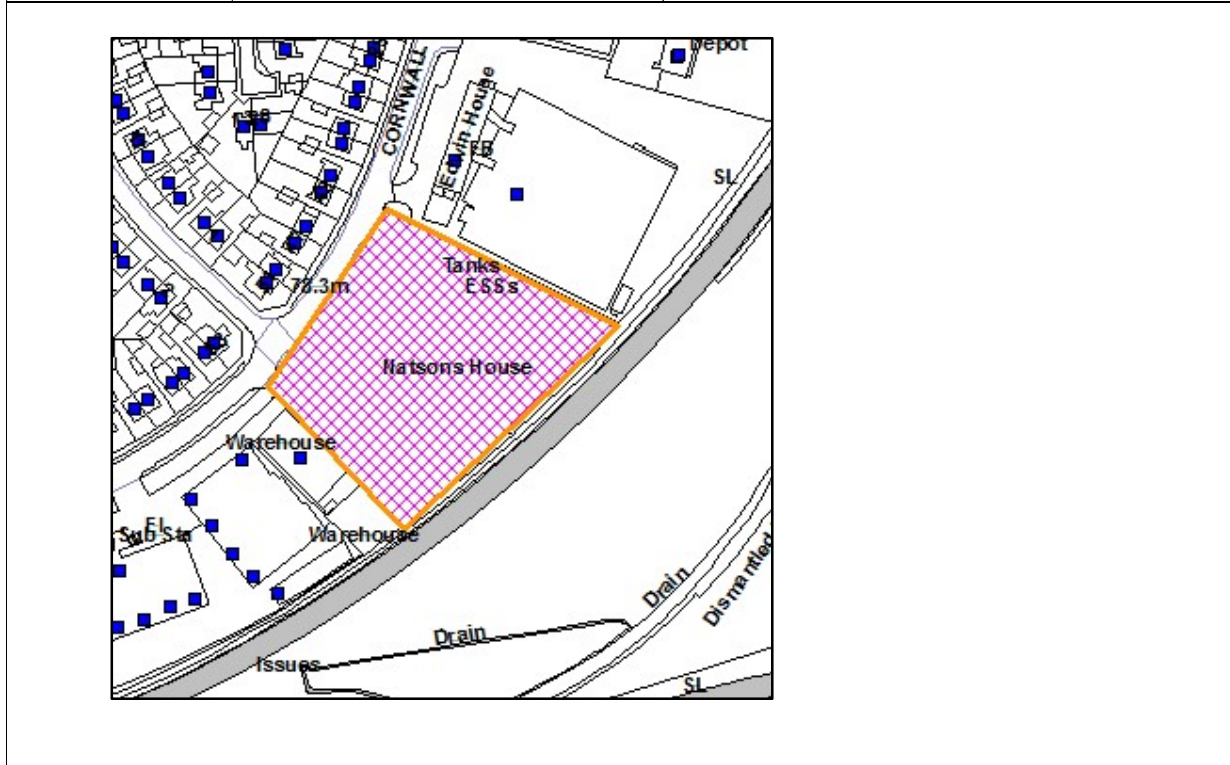 Depot
CORNWALL
Edwin House
SL
Tanks
ESSs
78.3m
Natsons House
Warehouse
El
Sub Sta
Warehouse
Drain
Dismantled
Drain
Issues
SL